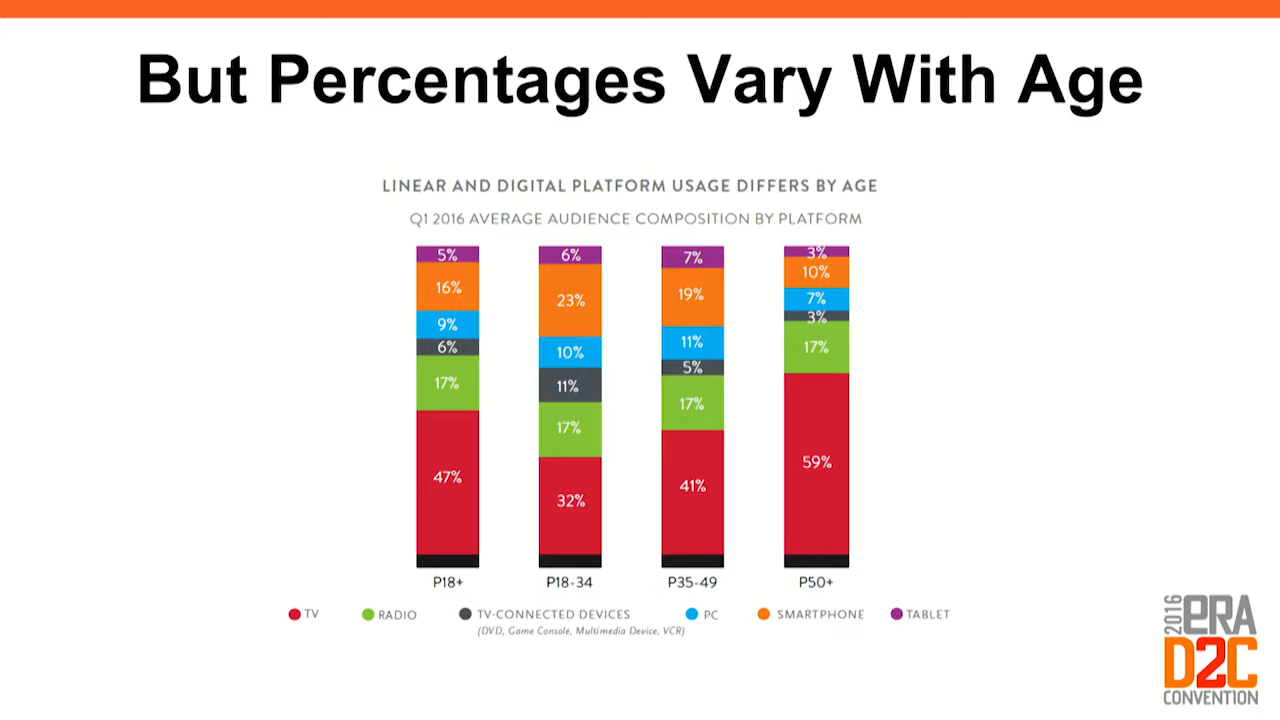 But Percentages Vary With Age
LINEAR AND DIGITAL PLATFORM USAGE DIFFERS BY AGE
Q1 2016 AVERAGE AUDIENCE COMPOSITION BY PLATFORM
5% 6% 7% 3%
16% 23% 19% 10%
9% 10% 11% 7%
6% 11% 5% 3%
17% 17% 17% 17%
47% 32% 41% 59%
P18+ P18-34 P35-49 P50+
TV RADIO TV-CONNECTED DEVICES PC SMARTPHONE TABLET
(DVD, Game Console, Multimedia Device, VCR)
2016 eRA
D2C
CONVENTION